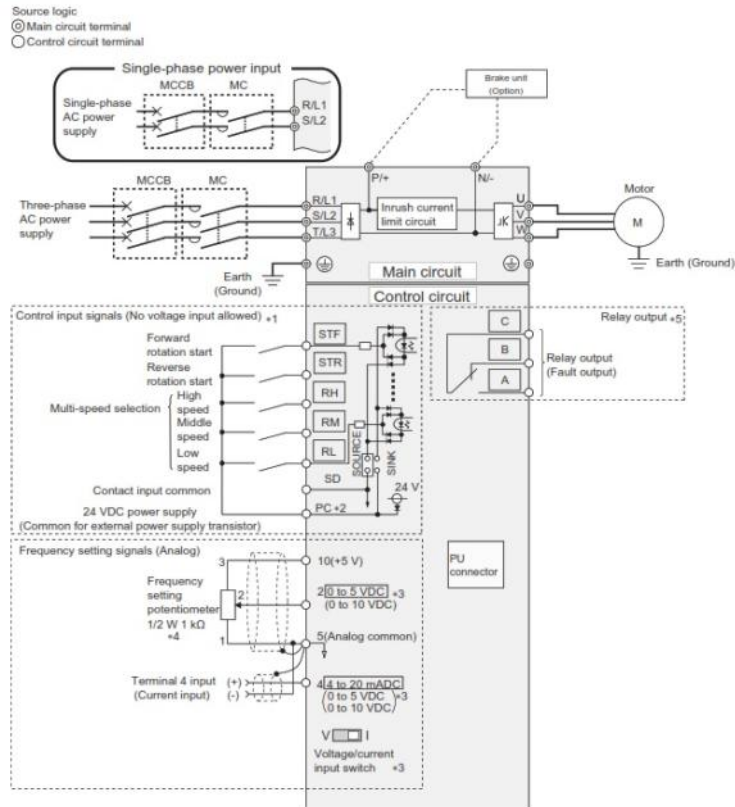 Source logic
Main circuit terminal
Control circuit terminal
Single-phase power input
MCCB MC
Single-phase
AC power
supply
R/L1
S/L2
Brake unit
(Option)
P/+ N/-
MCCB MC
Three-phase
AC power
supply
R/L1
S/L2
T/L3
Inrush current
limit circuit
U
V
W
Motor
M
Earth
(Ground)
Earth (Ground)
Main circuit
Control circuit
Control input signals (No voltage input allowed) *1
Forward
rotation start
Reverse
rotation start
Multi-speed selection
High
speed
Middle
speed
Low
speed
Contact input common
24 VDC power supply
(Common for external power supply transistor)
STF
STR
RH
RM
RL
SD
PC *2
SOURCE
SINK
24 V
C
B
A
Relay output *5
Relay output
(Fault output)
Frequency setting signals (Analog)
Frequency
setting
potentiometer
1/2 W 1 kΩ
*4
3
2
1
10(+5 V)
2 0 to 5 VDC *3
(0 to 10 VDC)
5(Analog common)
Terminal 4 input (+)
(Current input) (-)
4 4 to 20 mADC
(0 to 5 VDC *3
0 to 10 VDC)
V I
Voltage/current
input switch *3
PU
connector